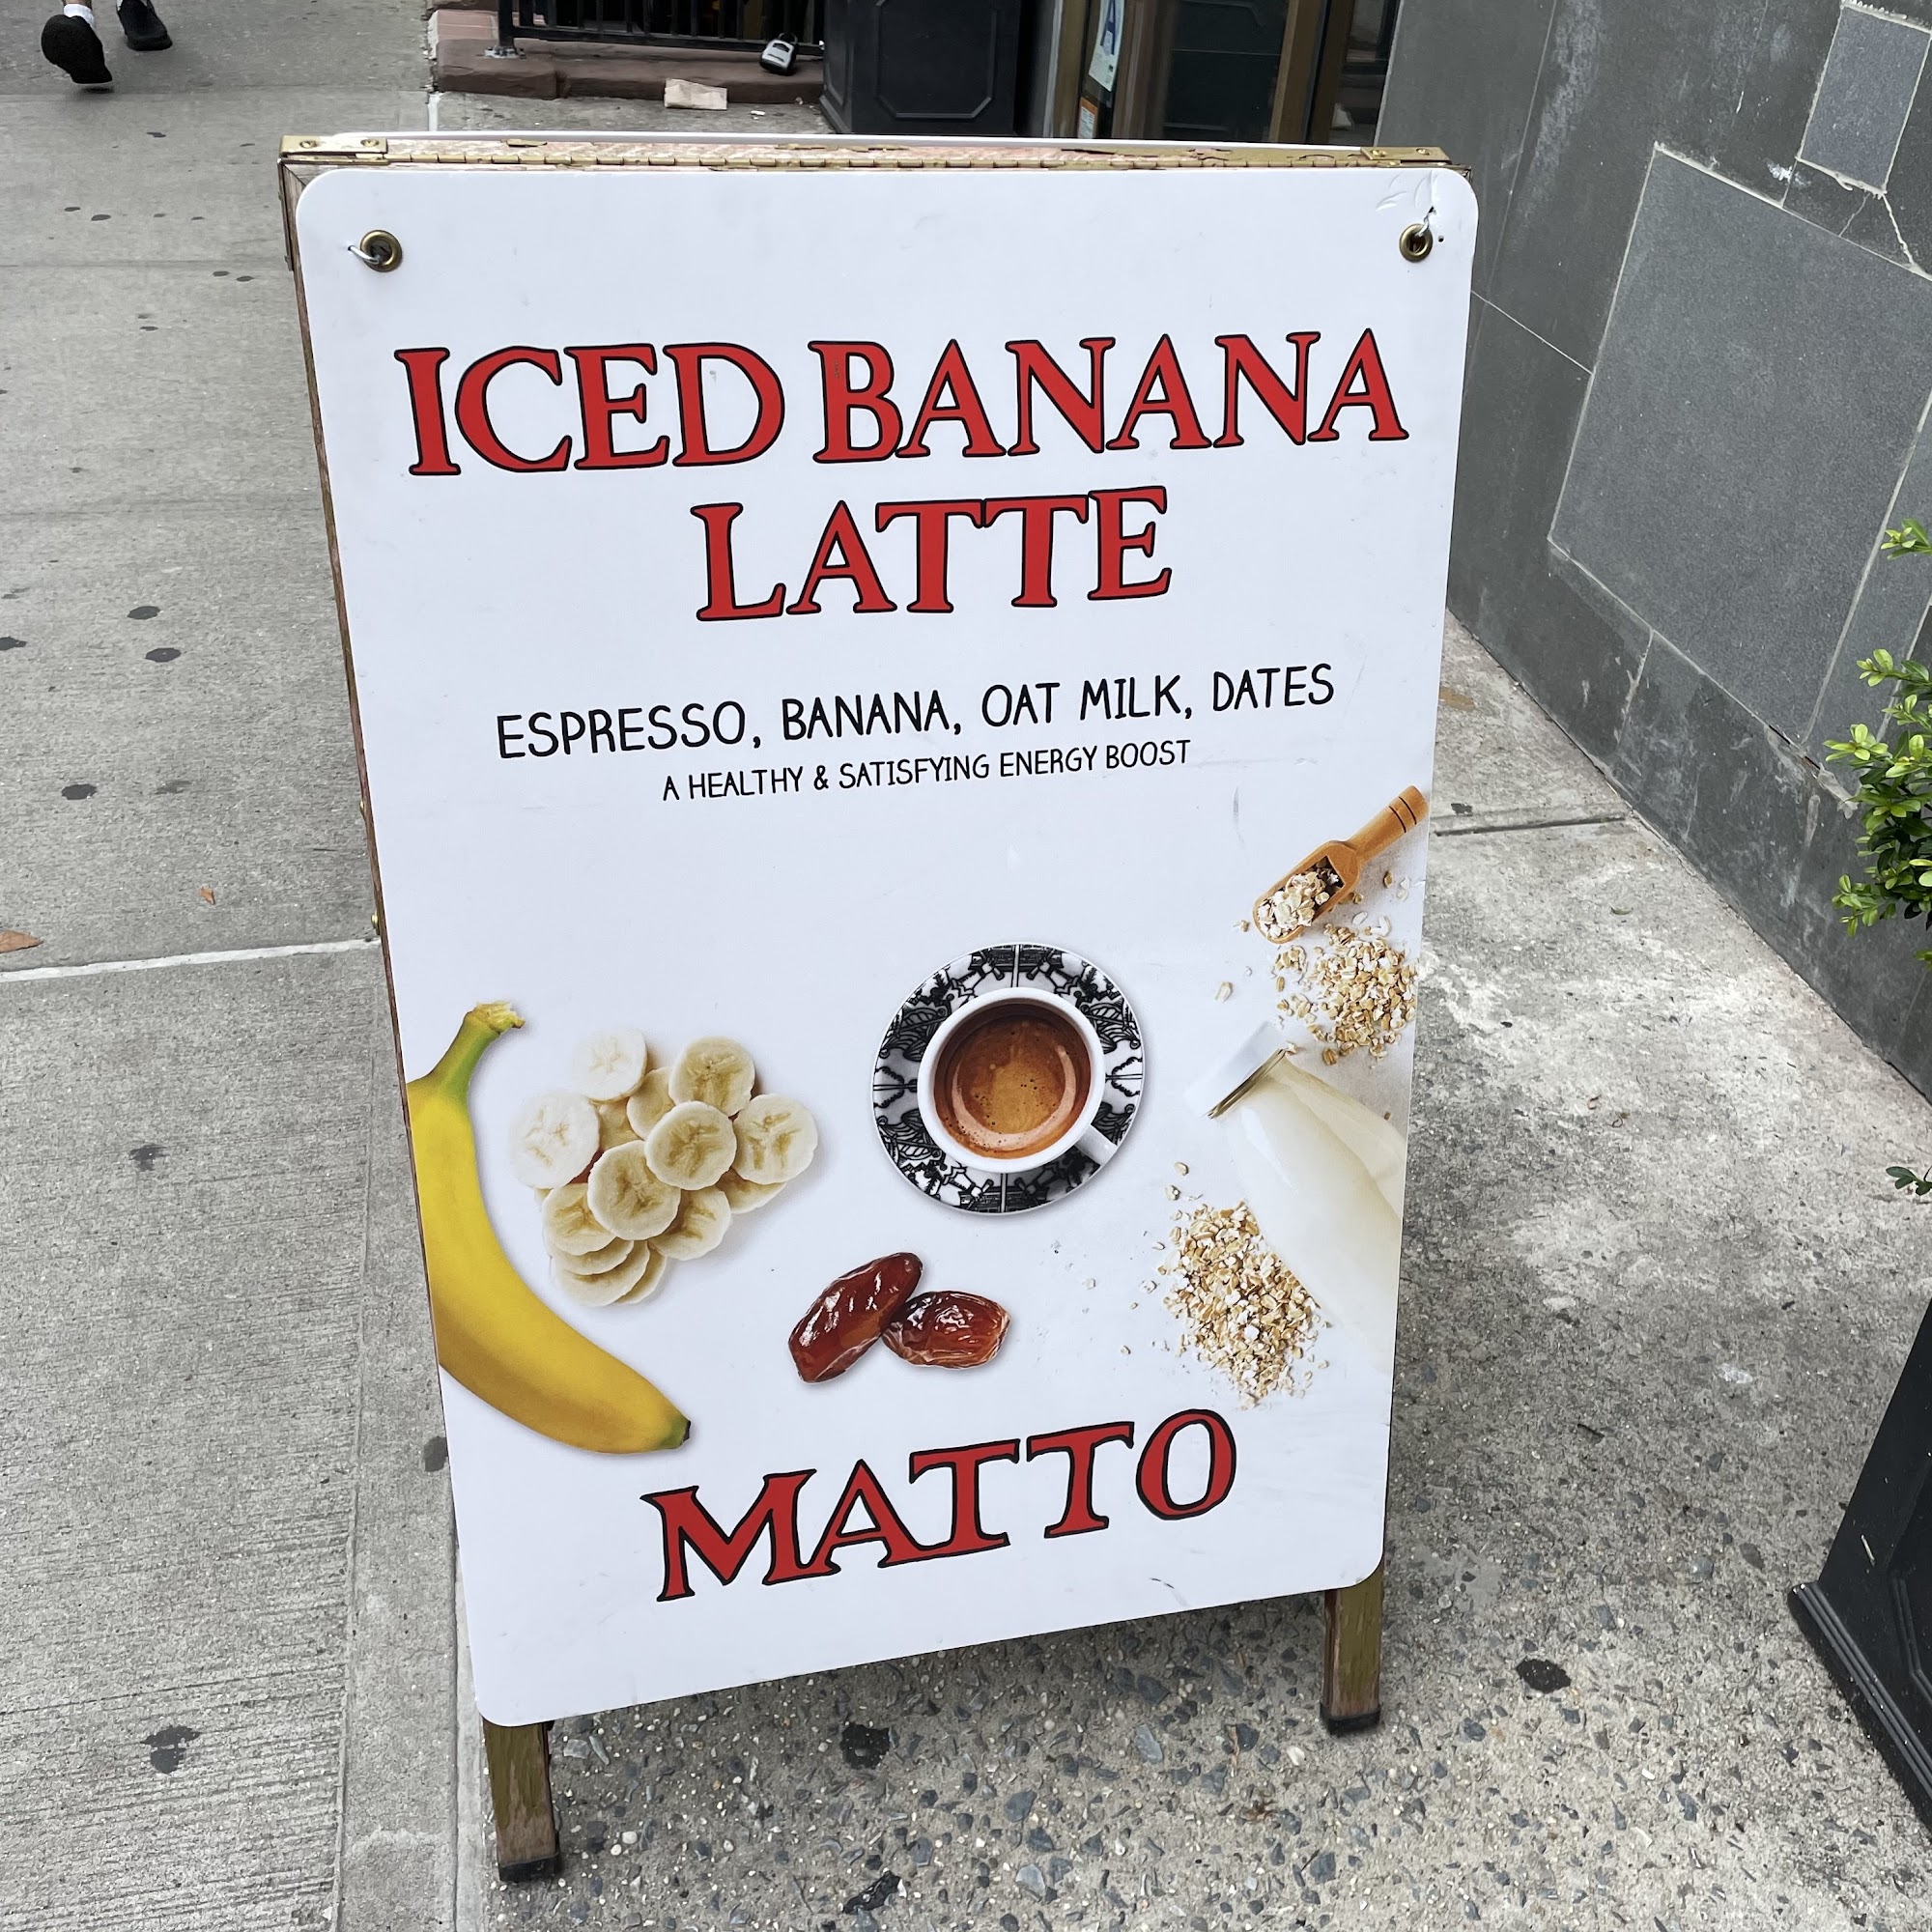 A
ICED BANANA
LATTE
ESPRESSO, BANANA, OAT MILK, DATES
A HEALTHY & SATISFYING ENERGY BOOST
MATTO